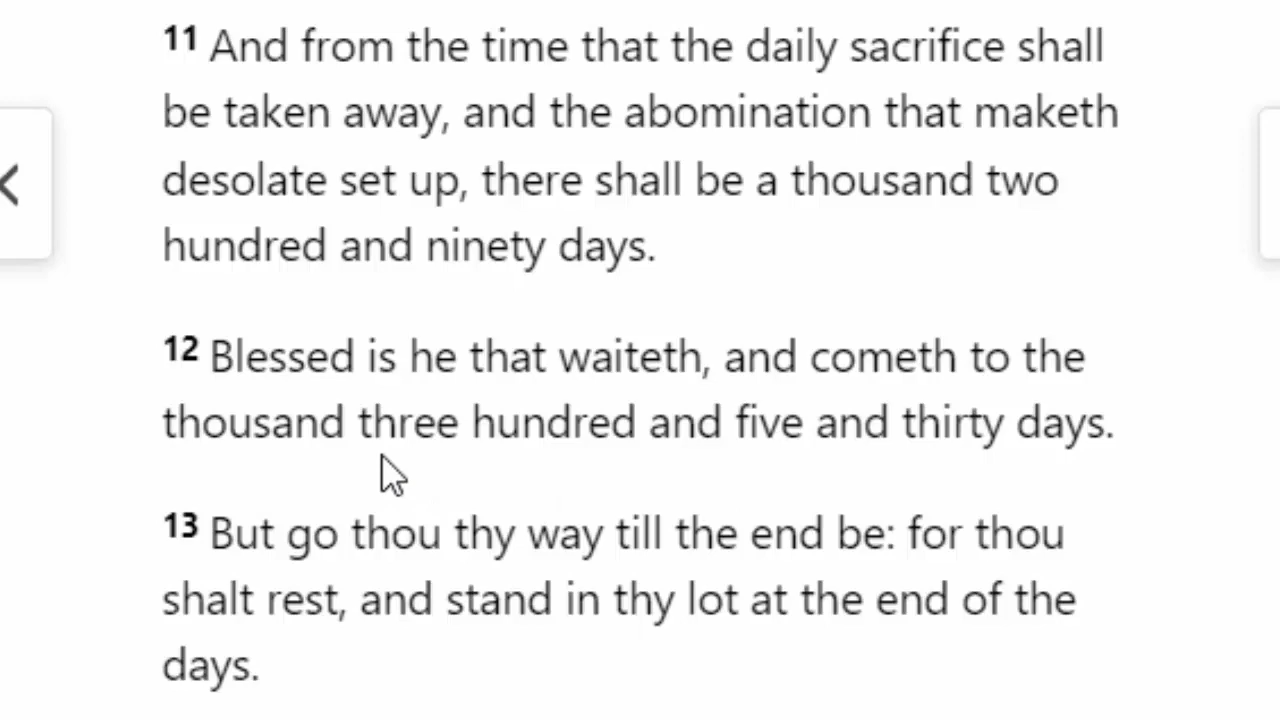 11 And from the time that the daily sacrifice shall
be taken away, and the abomination that maketh
desolate set up, there shall be a thousand two
hundred and ninety days.
12 Blessed is he that waiteth, and cometh to the
thousand three hundred and five and thirty days.
13 But go thou thy way till the end be: for thou
shalt rest, and stand in thy lot at the end of the
days.